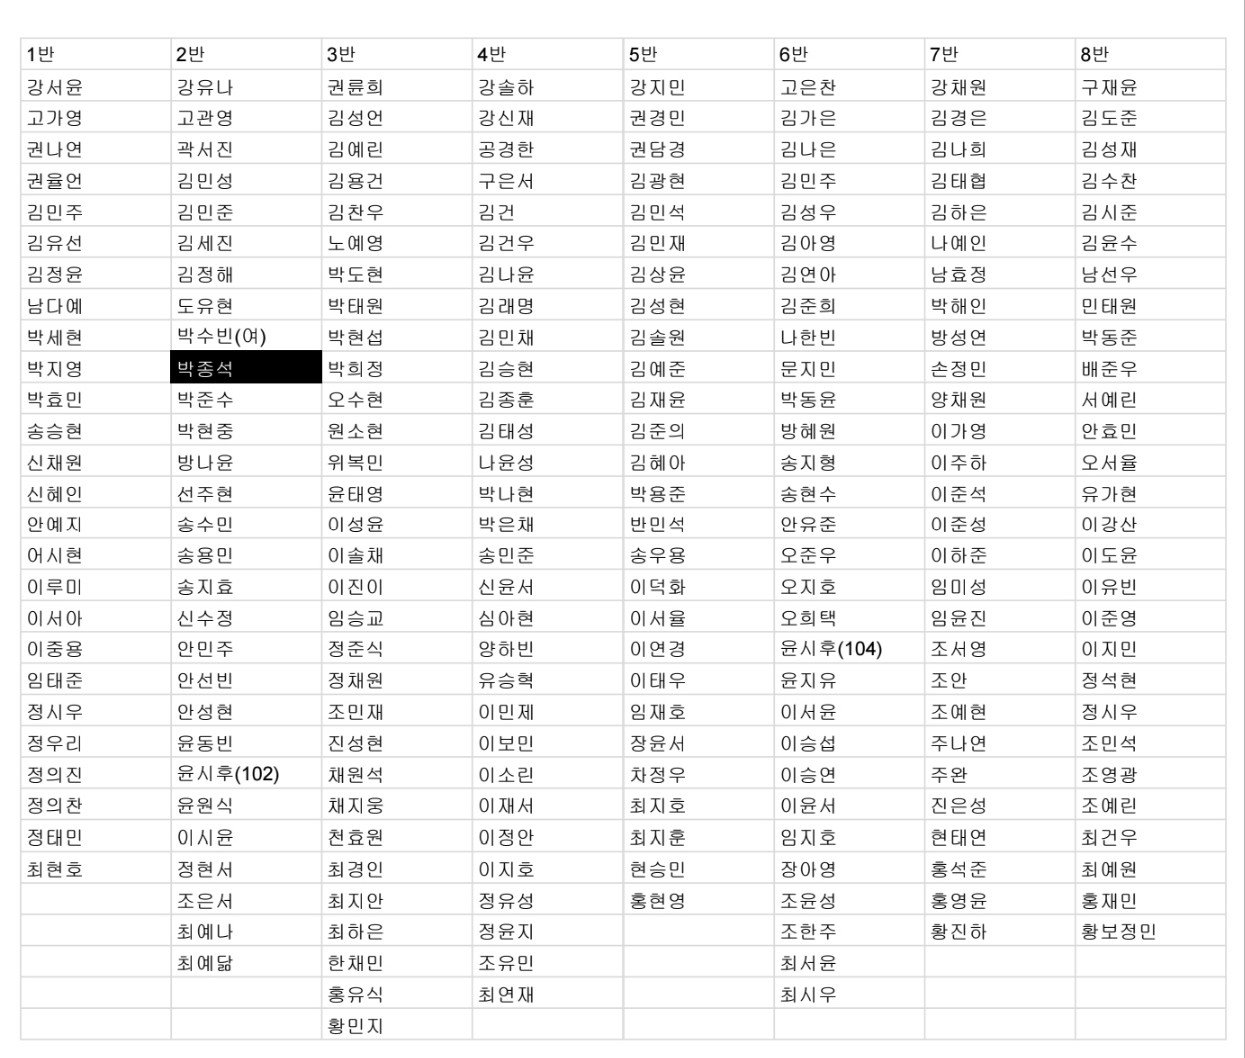 1반 2반 3반 4반 5반 6반 7반 8반
강서윤 강유나 권륜희 강솔하 강지민 고은찬 강채원 구재윤
고가영 고관영 김성언 강신재 권경민 김가은 김경은 김도준
권나연 곽서진 김예린 공경한 권담경 김나은 김나희 김성재
권율언 김민성 김용건 구은서 김광현 김민주 김태협 김수찬
김민주 김민준 김찬우 김건 김민석 김성우 김하은 김시준
김유선 김세진 노예영 김건우 김민재 김아영 나예인 김윤수
김정윤 김정해 박도현 김나윤 김상윤 김연아 남효정 남선우
남다예 도유현 박태원 김래명 김성현 김준희 박해인 민태원
박세현 박수빈(여) 박현섭 김민채 김솔원 나한빈 방성연 박동준
박지영 박종석 박희정 김승현 김예준 문지민 손정민 배준우
박효민 박준수 오수현 김종훈 김재윤 박동윤 양채원 서예린
송승현 박현중 원소현 김태성 김준의 방혜원 이가영 안효민
신채원 방나윤 위복민 나윤성 김혜아 송지형 이주하 오서율
신혜인 선주현 윤태영 박나현 박용준 송현수 이준석 유가현
안예지 송수민 이성윤 박은채 반민석 안유준 이준성 이강산
어시현 송용민 이솔채 송민준 송우용 오준우 이하준 이도윤
이루미 송지효 이진이 신윤서 이덕화 오지호 임미성 이유빈
이서아 신수정 임승교 심아현 이서율 오희택 임윤진 이준영
이중용 안민주 정준식 양하빈 이연경 윤시후(104) 조서영 이지민
임태준 안선빈 정채원 유승혁 이태우 윤지유 조안 정석현
정시우 안성현 조민재 이민제 임재호 이서윤 조예현 정시우
정우리 윤동빈 진성현 이보민 장윤서 이승섭 주나연 조민석
정의진 윤시후(102) 채원석 이소린 차정우 이승연 주완 조영광
정의찬 윤원식 채지웅 이재서 최지호 이윤서 진은성 조예린
정태민 이시윤 천효원 이정안 최지훈 임지호 현태연 최건우
최현호 정현서 최경인 이지호 현승민 장아영 홍석준 최예원
조은서 최지안 정유성 홍현영 조윤성 홍영윤 홍재민
최예나 최하은 정윤지 조한주 황진하 황보정민
최예닮 한채민 조유민 최서윤
홍유식 최연재 최시우
황민지